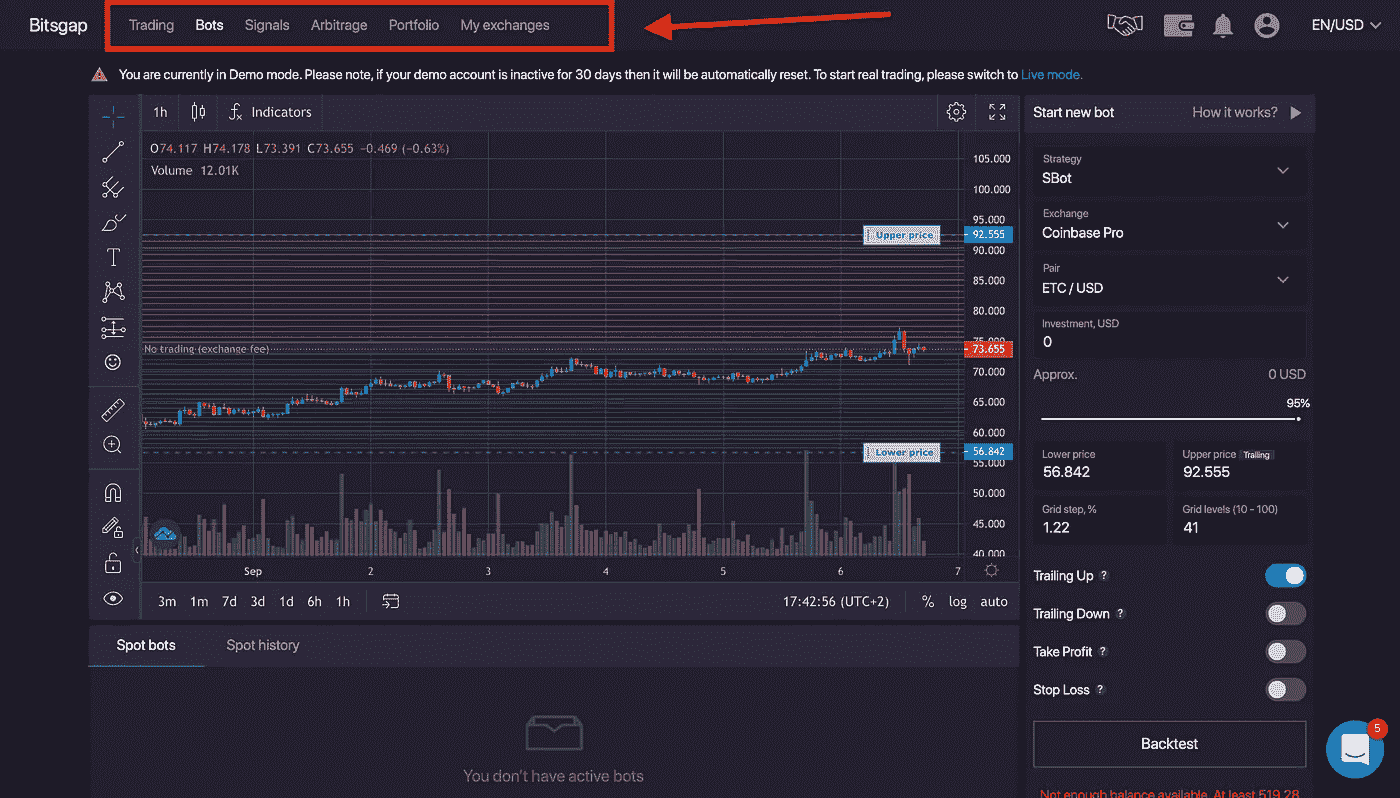 Bitsgap Trading Bots Signals Arbitrage Portfolio My exchanges EN/USD
You are currently in Demo mode. Please note, if your demo account is inactive for 30 days then it will be automatically reset. To start real trading, please switch to Live mode.
1h fx Indicators
O74.117 H74.178 L73.391 C73.655 −0.469 (−0.63%)
Volume 12.01K
105.000
100.000
95.000
Upper price 92.555
90.000
85.000
80.000
75.000
No trading (exchange fee) 73.655
70.000
65.000
60.000
Lower price 56.842
55.000
50.000
45.000
40.000
Sep 2 3 4 5 6 7
3m 1m 7d 3d 1d 6h 1h 17:42:56 (UTC+2) % log auto
Spot bots Spot history
You don't have active bots
Start new bot How it works?
Strategy
SBot
Exchange
Coinbase Pro
Pair
ETC / USD
Investment, USD
0
Approx. 0 USD
95%
Lower price Upper price Trailing
56.842 92.555
Grid step, % Grid levels (10 - 100)
1.22 41
Trailing Up ?
Trailing Down ?
Take Profit ?
Stop Loss ?
Backtest
5
Not enough balance available. At least 519.28